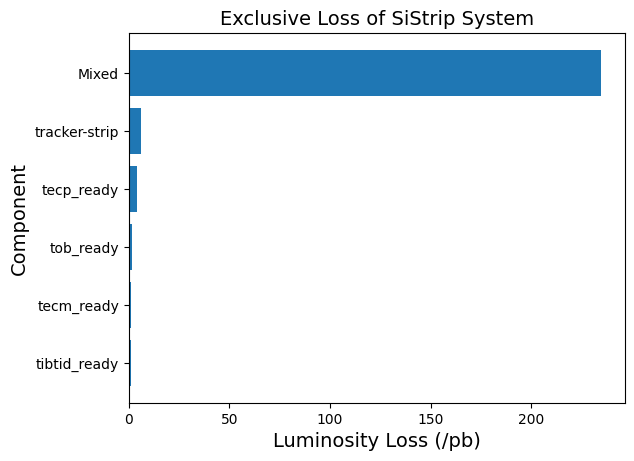 Exclusive Loss of SiStrip System
Component
Mixed
tracker-strip
tecp_ready
tob_ready
tecm_ready
tibtid_ready
0 50 100 150 200
Luminosity Loss (/pb)